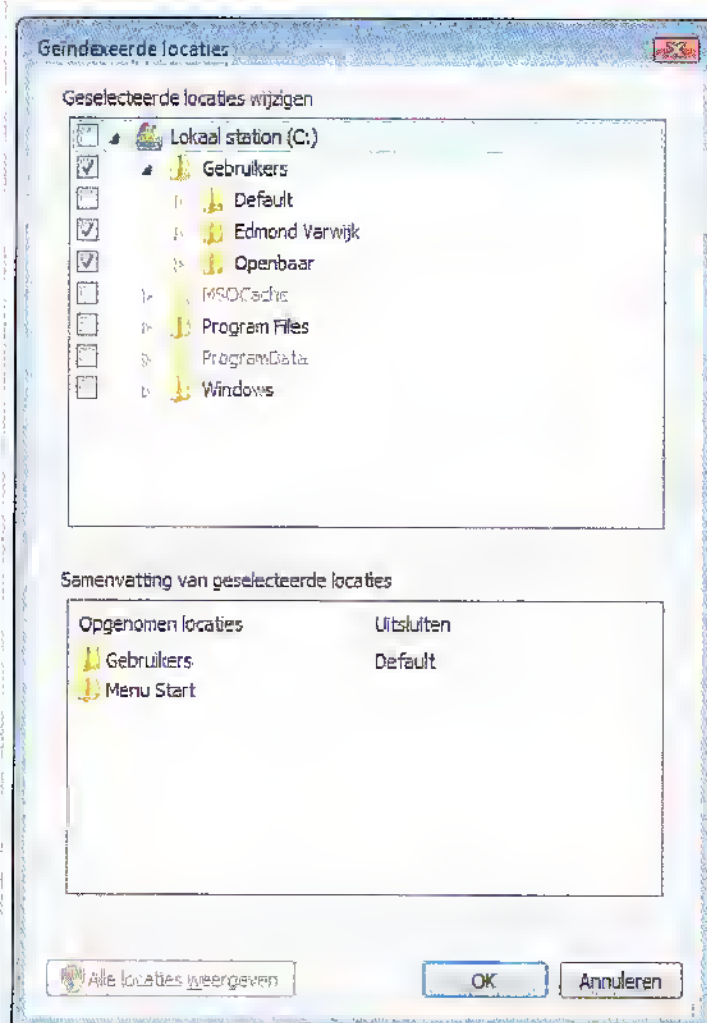 Geïndexeerde locaties
Geselecteerde locaties wijzigen
Lokaal station (C:)
Gebruikers
Default
Edmond Varwijk
Openbaar
MSOCache
Program Files
ProgramData
Windows
Samenvatting van geselecteerde locaties
Opgenomen locaties Uitsluiten
Gebruikers Default
Menu Start
Alle locaties weergeven OK Annuleren